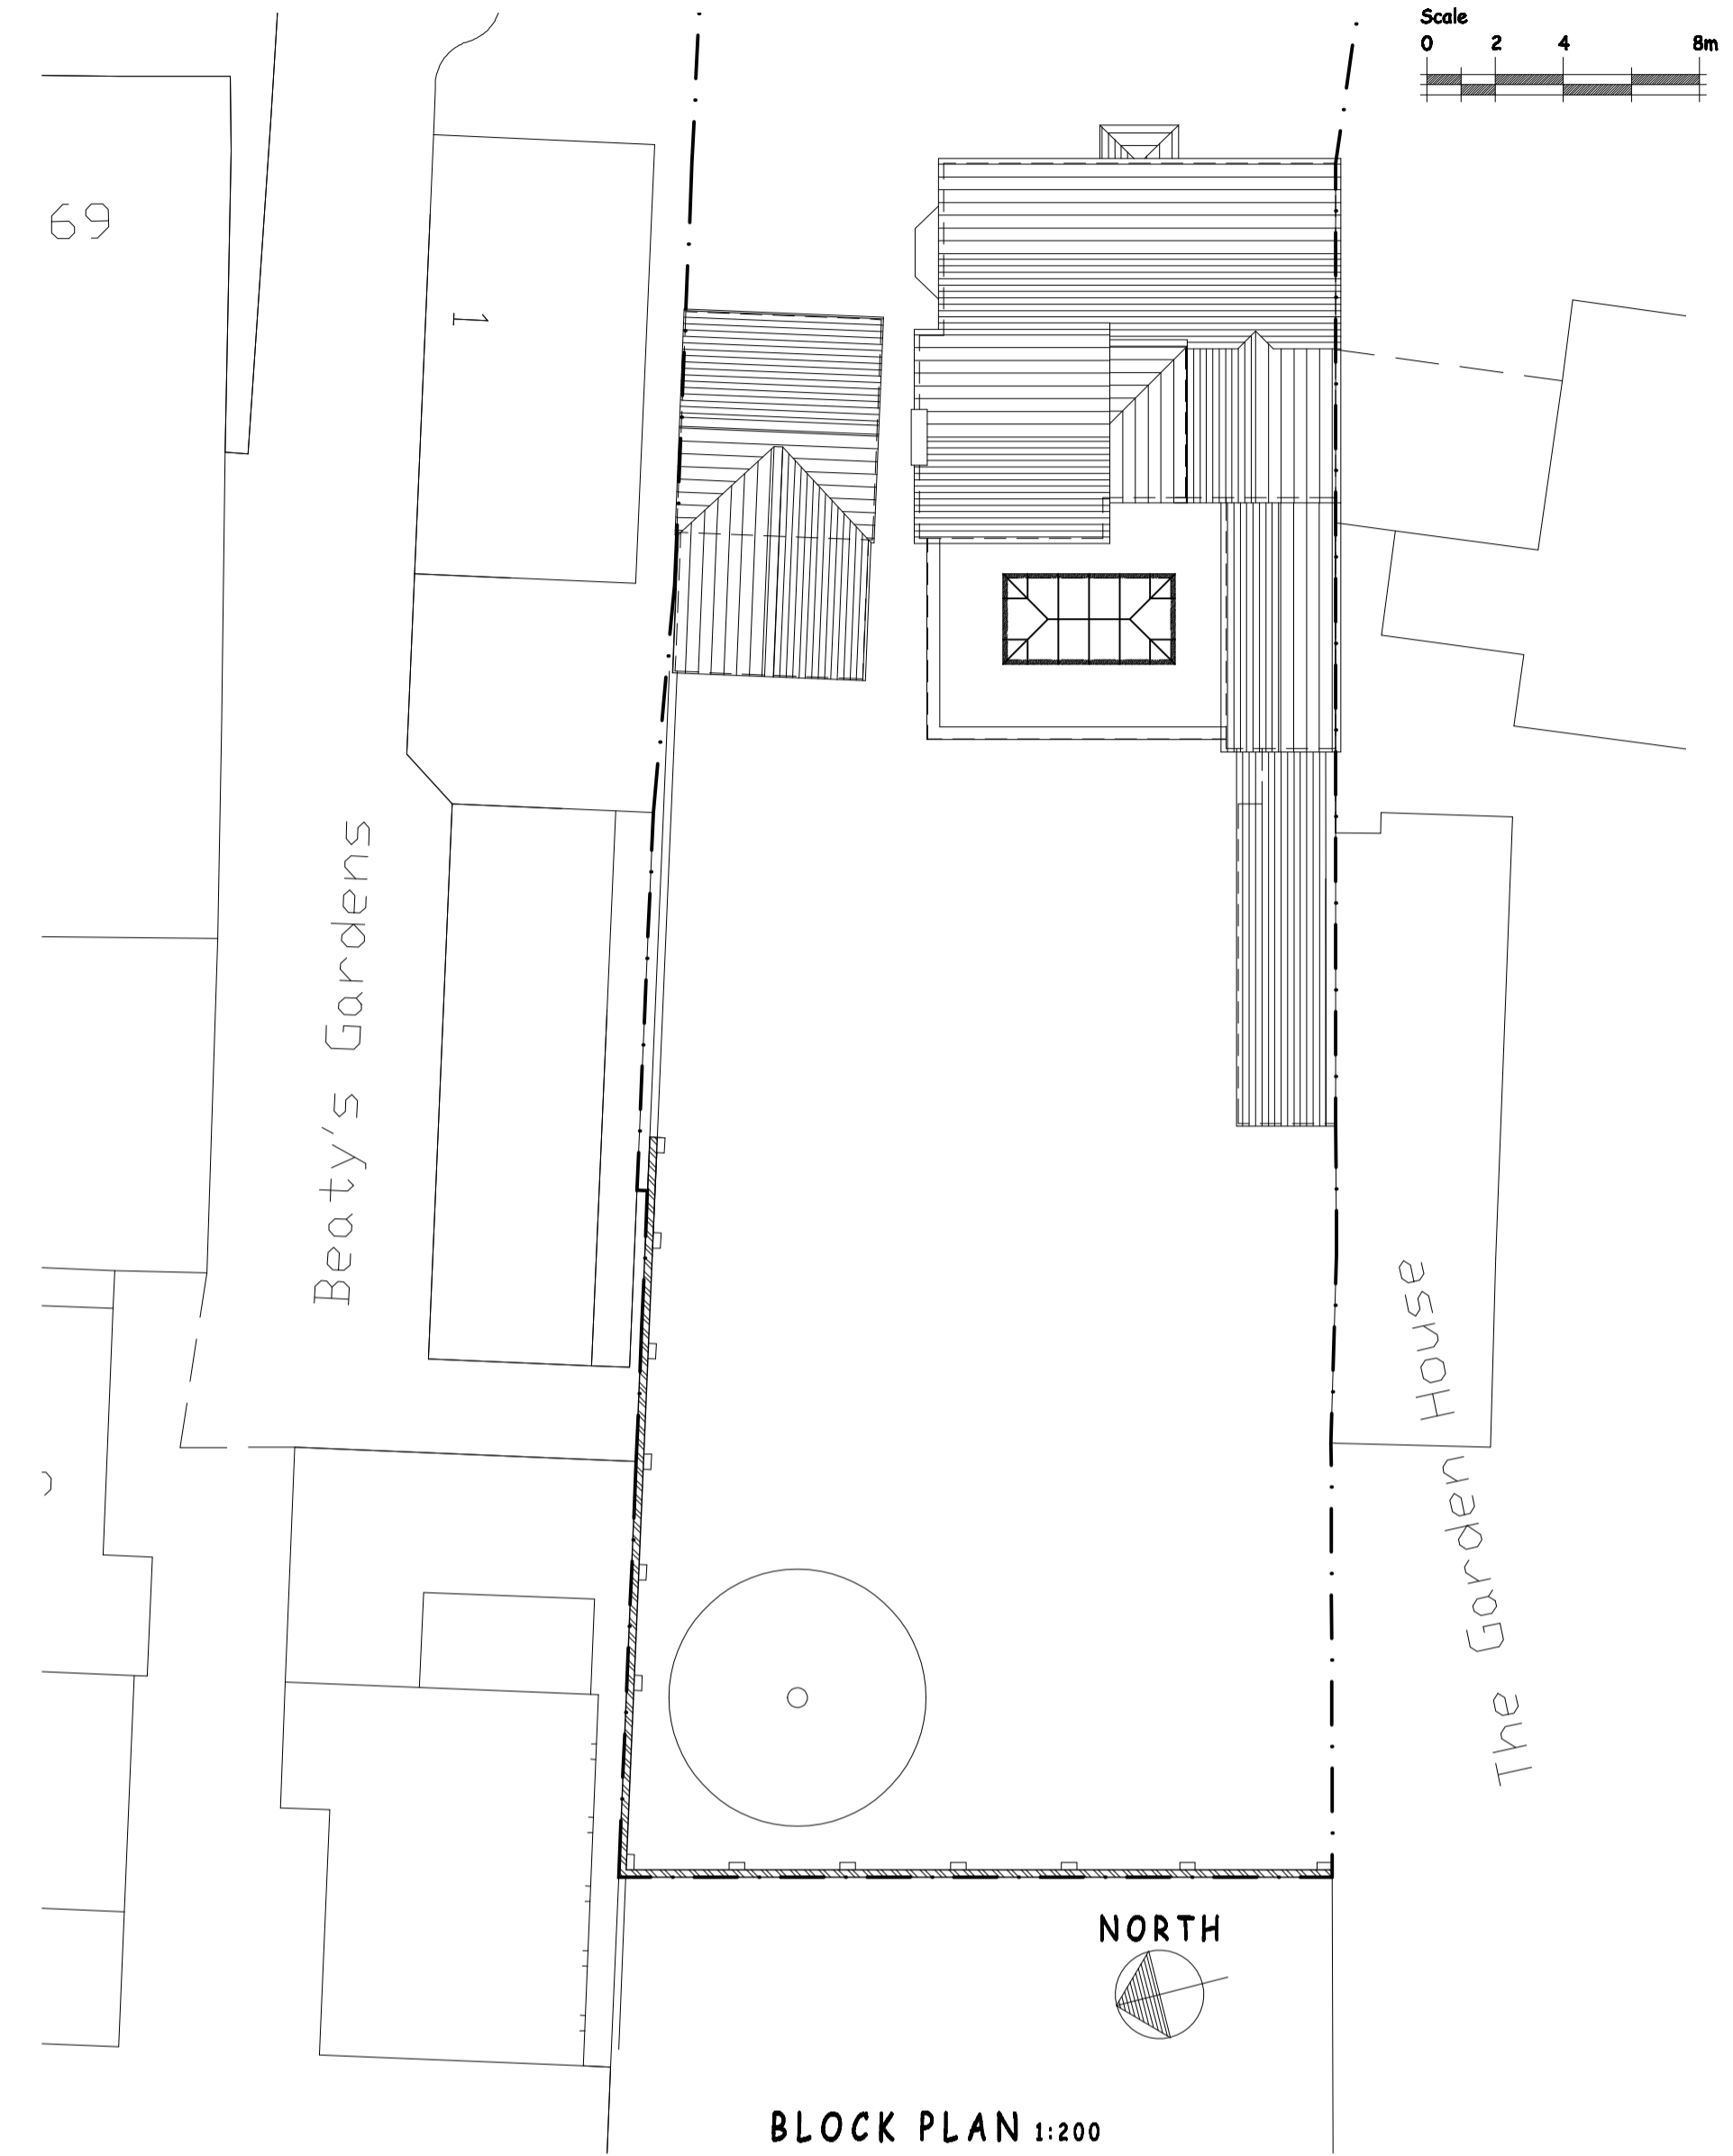 Scale
0 2 4 8m
69
1
Beaty's Gardens
The Garden House
NORTH
BLOCK PLAN 1:200